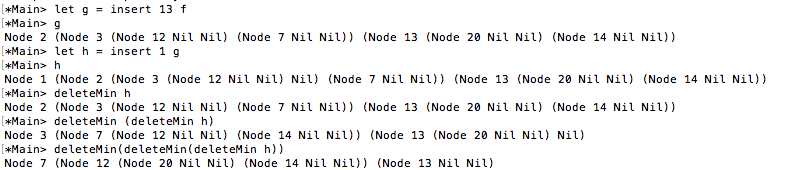 [*Main> let g = insert 13 f
[*Main> g
Node 2 (Node 3 (Node 12 Nil Nil) (Node 7 Nil Nil)) (Node 13 (Node 20 Nil Nil) (Node 14 Nil Nil))
[*Main> let h = insert 1 g
[*Main> h
Node 1 (Node 2 (Node 3 (Node 12 Nil Nil) Nil) (Node 7 Nil Nil)) (Node 13 (Node 20 Nil Nil) (Node 14 Nil Nil))
[*Main> deleteMin h
Node 2 (Node 3 (Node 12 Nil Nil) (Node 7 Nil Nil)) (Node 13 (Node 20 Nil Nil) (Node 14 Nil Nil))
[*Main> deleteMin (deleteMin h)
Node 3 (Node 7 (Node 12 Nil Nil) (Node 14 Nil Nil)) (Node 13 (Node 20 Nil Nil) Nil)
[*Main> deleteMin(deleteMin(deleteMin h))
Node 7 (Node 12 (Node 20 Nil Nil) (Node 14 Nil Nil)) (Node 13 Nil Nil)